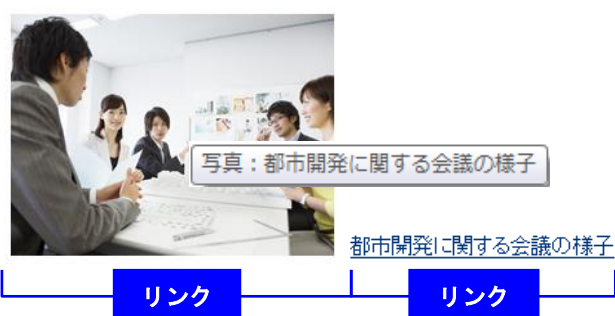 写真：都市開発に関する会議の様子
都市開発に関する会議の様子
リンク
リンク